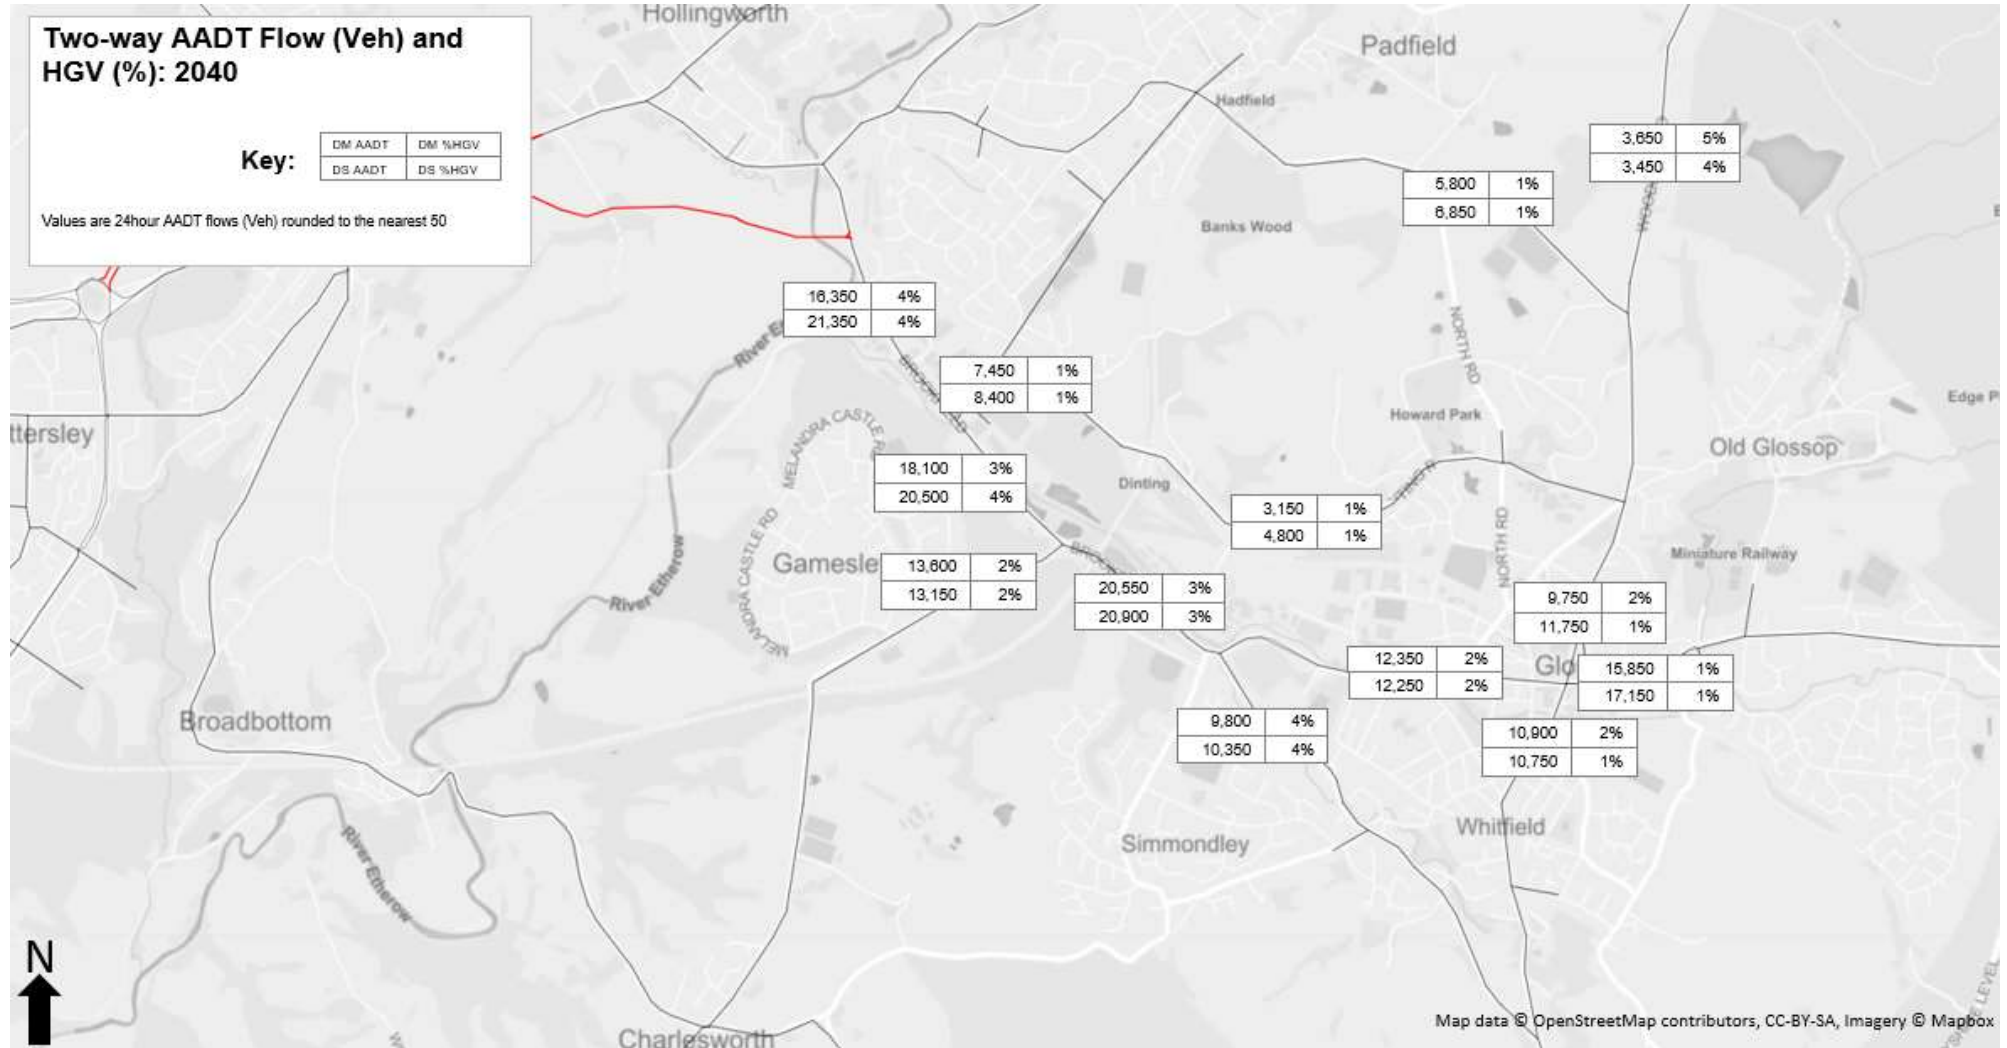 Two-way AADT Flow (Veh) and
HGV (%): 2040
Key:
DM AADT DM %HGV
DS AADT DS %HGV
Values are 24hour AADT flows (Veh) rounded to the nearest 50
Hollingworth
Padfield
Hadfield
3,650 5%
3,450 4%
5,800 1%
6,850 1%
Banks Wood
16,350 4%
21,350 4%
NORTH RD
7,450 1%
8,400 1%
Howard Park
Edge P
ttersley
MELANDRA CASTLE R
Old Glossop
18,100 3%
20,500 4%
Dinting
3,150 1%
4,800 1%
MELANDRA CASTLE RD
NORTH RD
Miniature Railway
Gamesle
13,600 2%
13,150 2%
20,550 3%
20,900 3%
River Etherow
9,750 2%
11,750 1%
MELAN
12,350 2%
12,250 2%
Glo
15,850 1%
17,150 1%
Broadbottom
9,800 4%
10,350 4%
10,900 2%
10,750 1%
Whitfield
Simmondley
River Etherow
N
Charlesworth
Map data © OpenStreetMap contributors, CC-BY-SA, Imagery © Mapbox